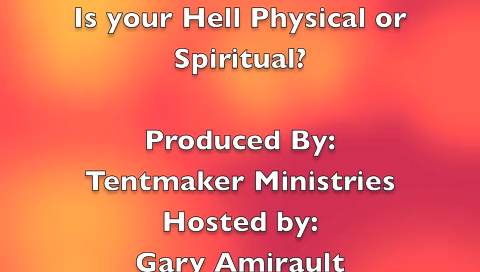 Is your Hell Physical or
Spiritual?
Produced By:
Tentmaker Ministries
Hosted by:
Gary Amirault